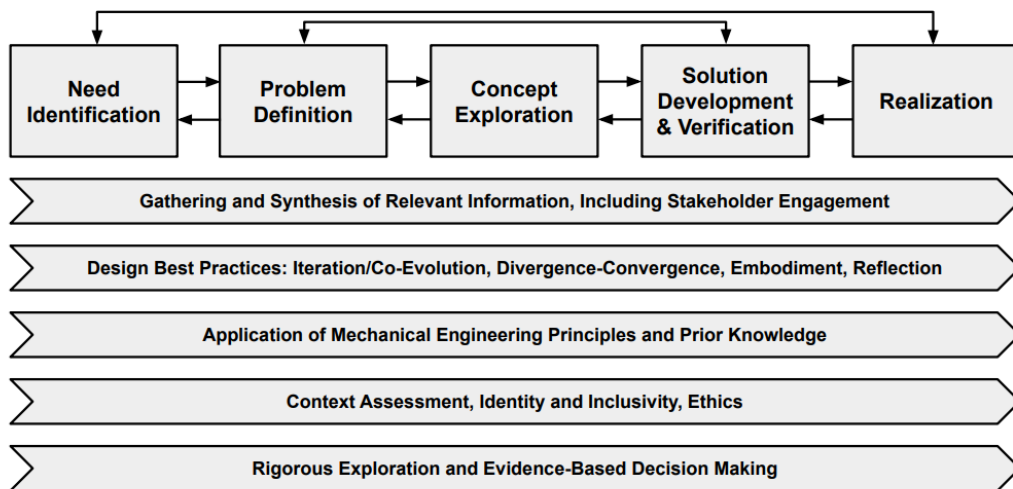 Need
Identification
Problem
Definition
Concept
Exploration
Solution
Development
& Verification
Realization
Gathering and Synthesis of Relevant Information, Including Stakeholder Engagement
Design Best Practices: Iteration/Co-Evolution, Divergence-Convergence, Embodiment, Reflection
Application of Mechanical Engineering Principles and Prior Knowledge
Context Assessment, Identity and Inclusivity, Ethics
Rigorous Exploration and Evidence-Based Decision Making